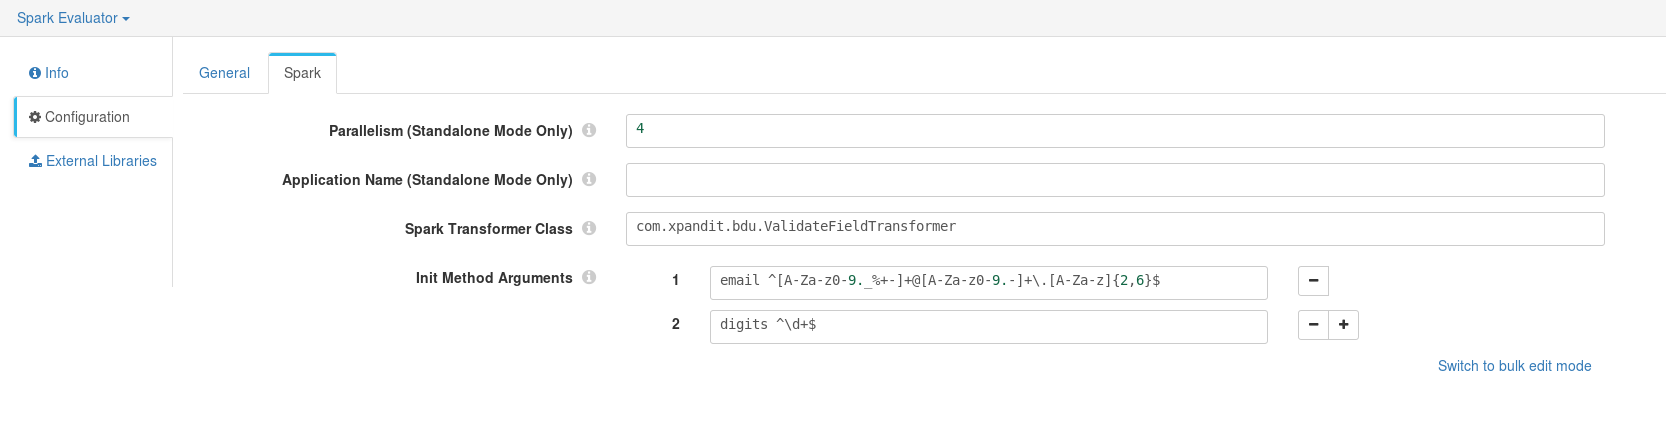 Spark Evaluator
Info
Configuration
External Libraries
General
Spark
Parallelism (Standalone Mode Only)
4
Application Name (Standalone Mode Only)
Spark Transformer Class
com.xpandit.bdu.ValidateFieldTransformer
Init Method Arguments
1
email ^[A-Za-z0-9._%+-]+@[A-Za-z0-9.-]+\.[A-Za-z]{2,6}$
2
digits ^\d+$
Switch to bulk edit mode